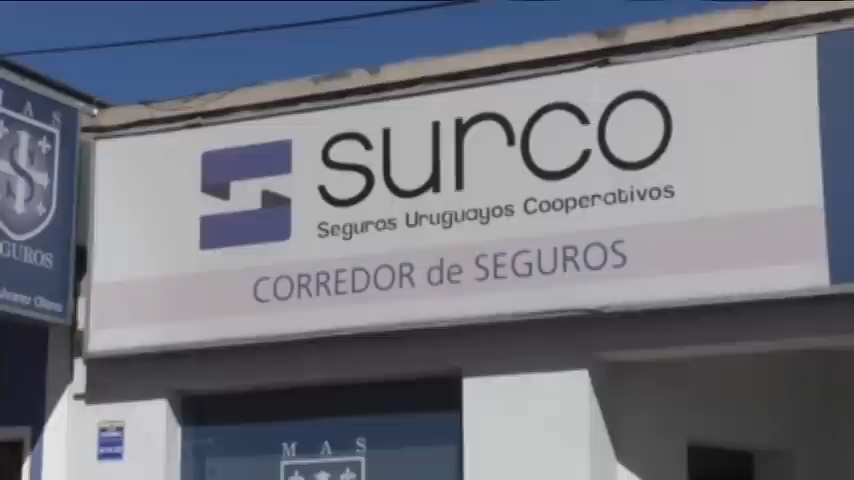 MAS
S
SEGUROS
surco
Seguros Uruguayos Cooperativos
CORREDOR de SEGUROS
MAS